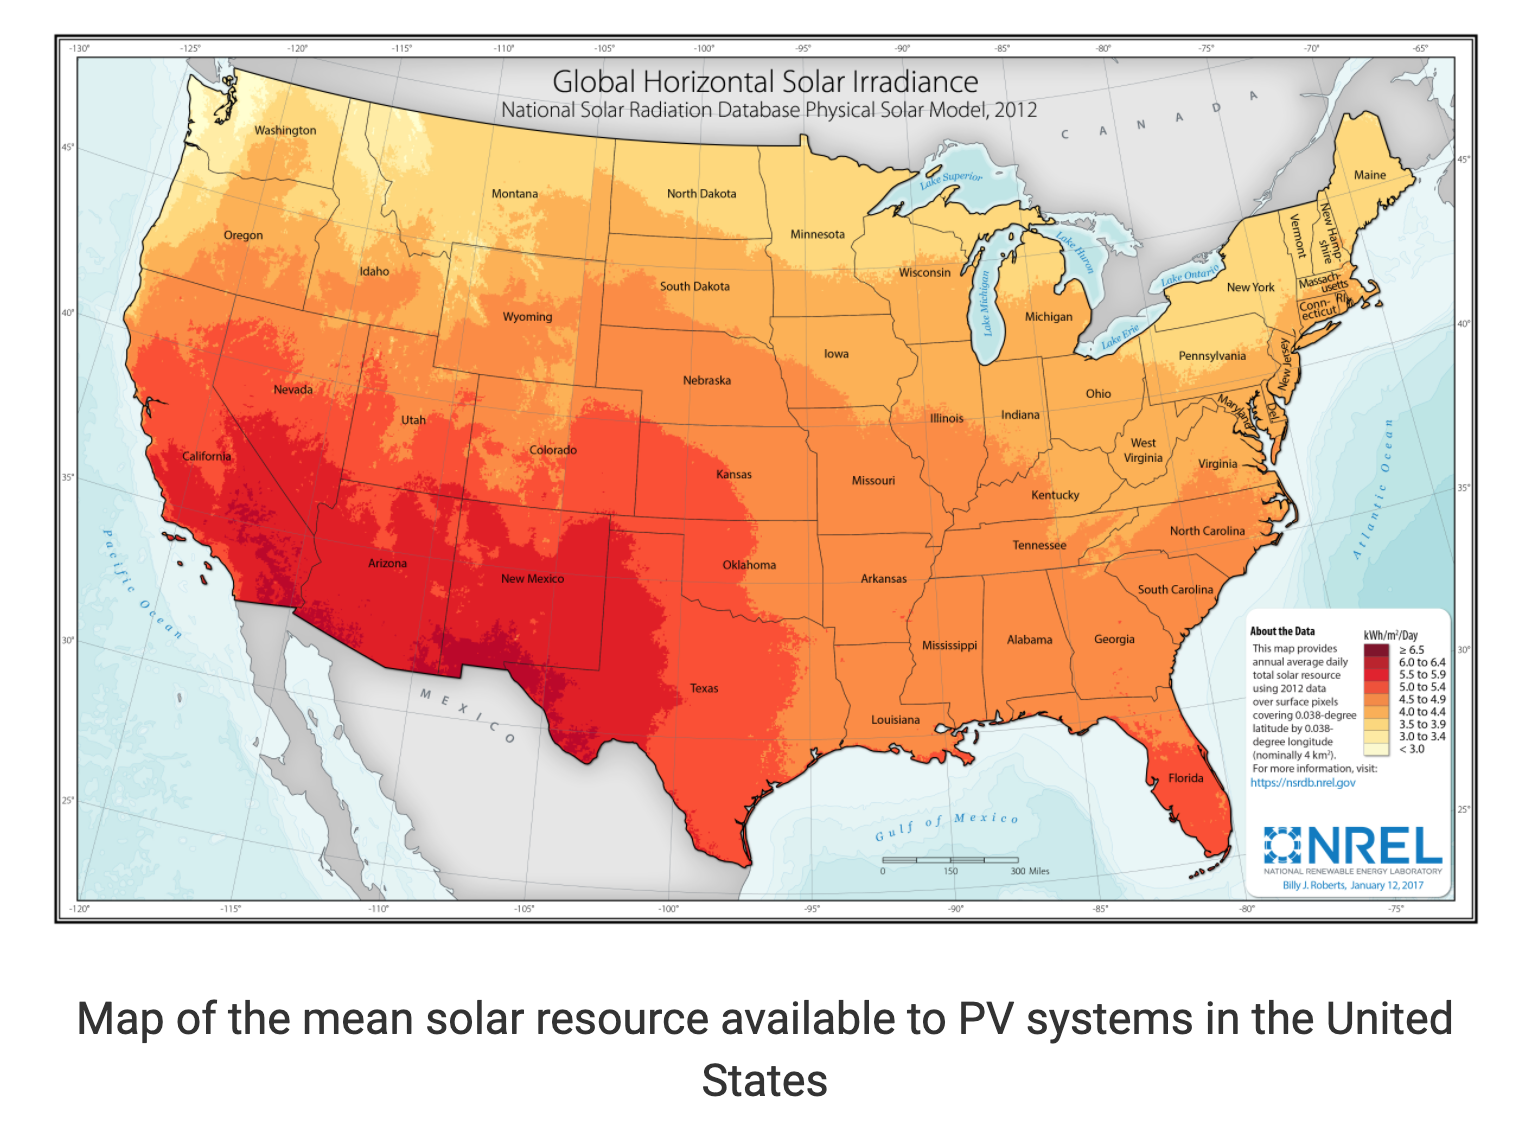 -130°
-125°
-120°
-115°
-110°
-105°
-100°
-95°
-90°
-85°
-80°
-75°
-70°
-65°
Global Horizontal Solar Irradiance
National Solar Radiation Database Physical Solar Model, 2012
CANADA
Washington
45°
45°
Montana
North Dakota
Lake Superior
Maine
Oregon
Minnesota
Vermont
New Hamp-
shire
Idaho
Wisconsin
Lake Huron
Lake Ontario
New York
Massach-
usetts
South Dakota
Lake Michigan
Conn-
ecticut
RI
40°
40°
Wyoming
Michigan
Lake Erie
Iowa
Pennsylvania
New Jersey
Nevada
Nebraska
Ohio
Utah
Illinois
Indiana
Maryland
Del
California
Colorado
West
Virginia
Virginia
35°
35°
Kansas
Missouri
Kentucky
Atlantic Ocean
Pacific Ocean
Arizona
New Mexico
Oklahoma
Arkansas
Tennessee
North Carolina
South Carolina
30°
30°
Mississippi
Alabama
Georgia
MEXICO
Texas
Louisiana
Florida
25°
25°
Gulf of Mexico
0
150
300 Miles
About the Data
This map provides
annual average daily
total solar resource
using 2012 data
over surface pixels
covering 0.038-degree
latitude by 0.038-
degree longitude
(nominally 4 km²).
For more information, visit:
https://nsrdb.nrel.gov
kWh/m²/Day
≥ 6.5
6.0 to 6.4
5.5 to 5.9
5.0 to 5.4
4.5 to 4.9
4.0 to 4.4
3.5 to 3.9
3.0 to 3.4
< 3.0
NREL
NATIONAL RENEWABLE ENERGY LABORATORY
Billy J. Roberts, January 12, 2017
-120°
-115°
-110°
-105°
-100°
-95°
-90°
-85°
-80°
-75°
Map of the mean solar resource available to PV systems in the United
States